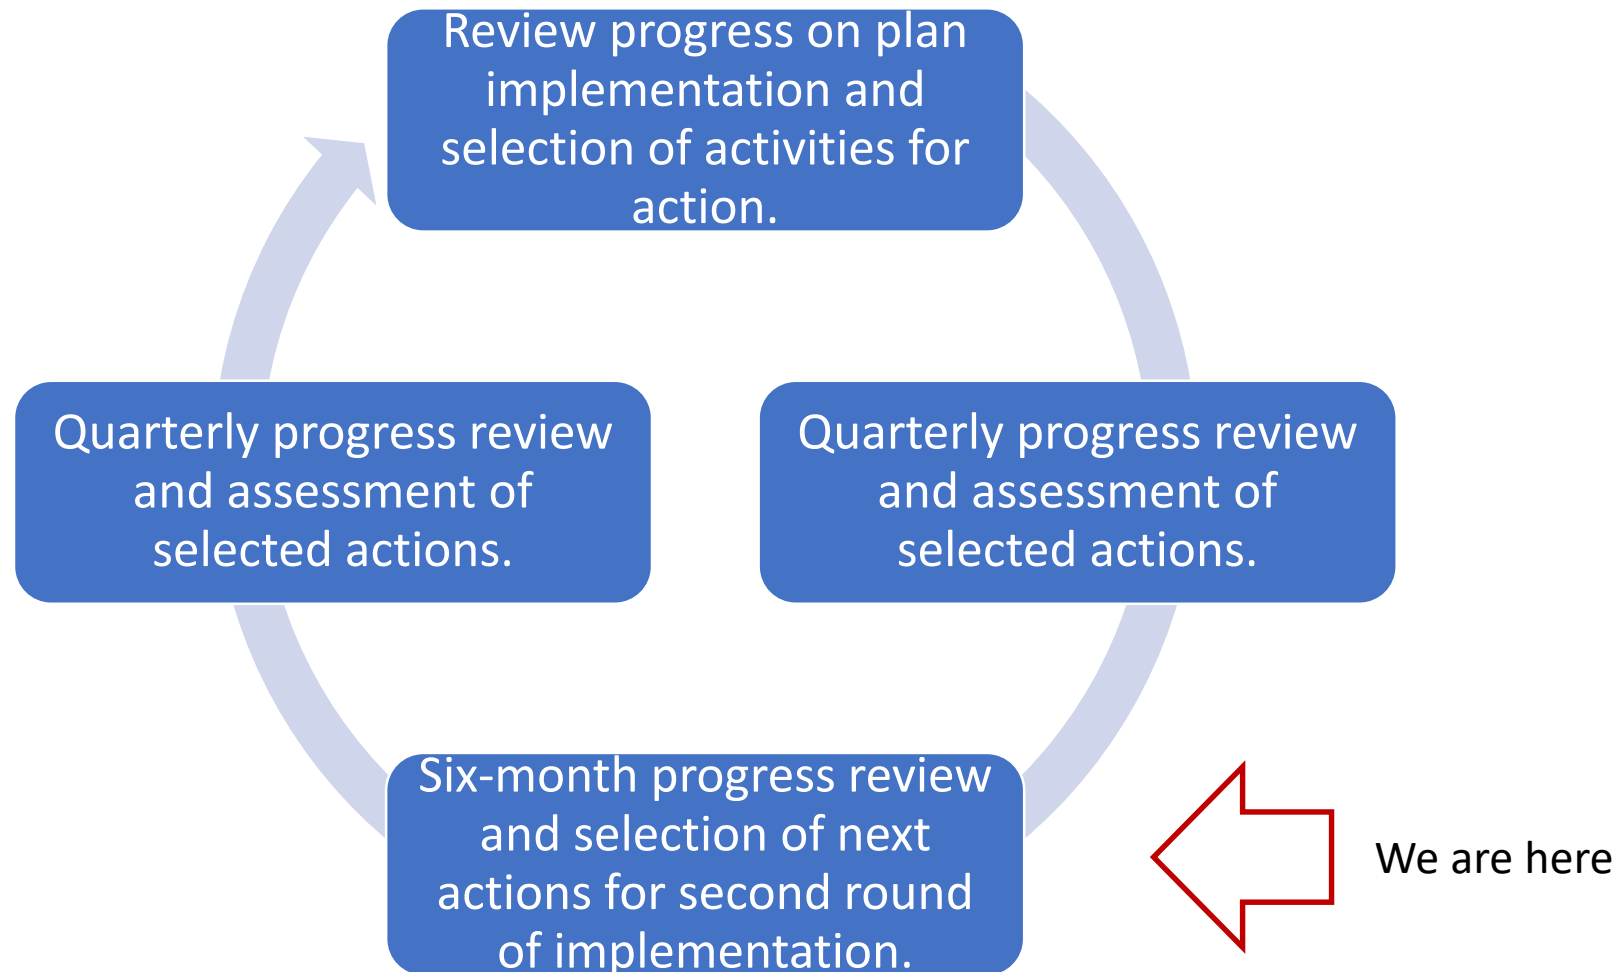 Review progress on plan
implementation and
selection of activities for
action.
Quarterly progress review
and assessment of
selected actions.
Quarterly progress review
and assessment of
selected actions.
Six-month progress review
and selection of next
actions for second round
of implementation.
We are here